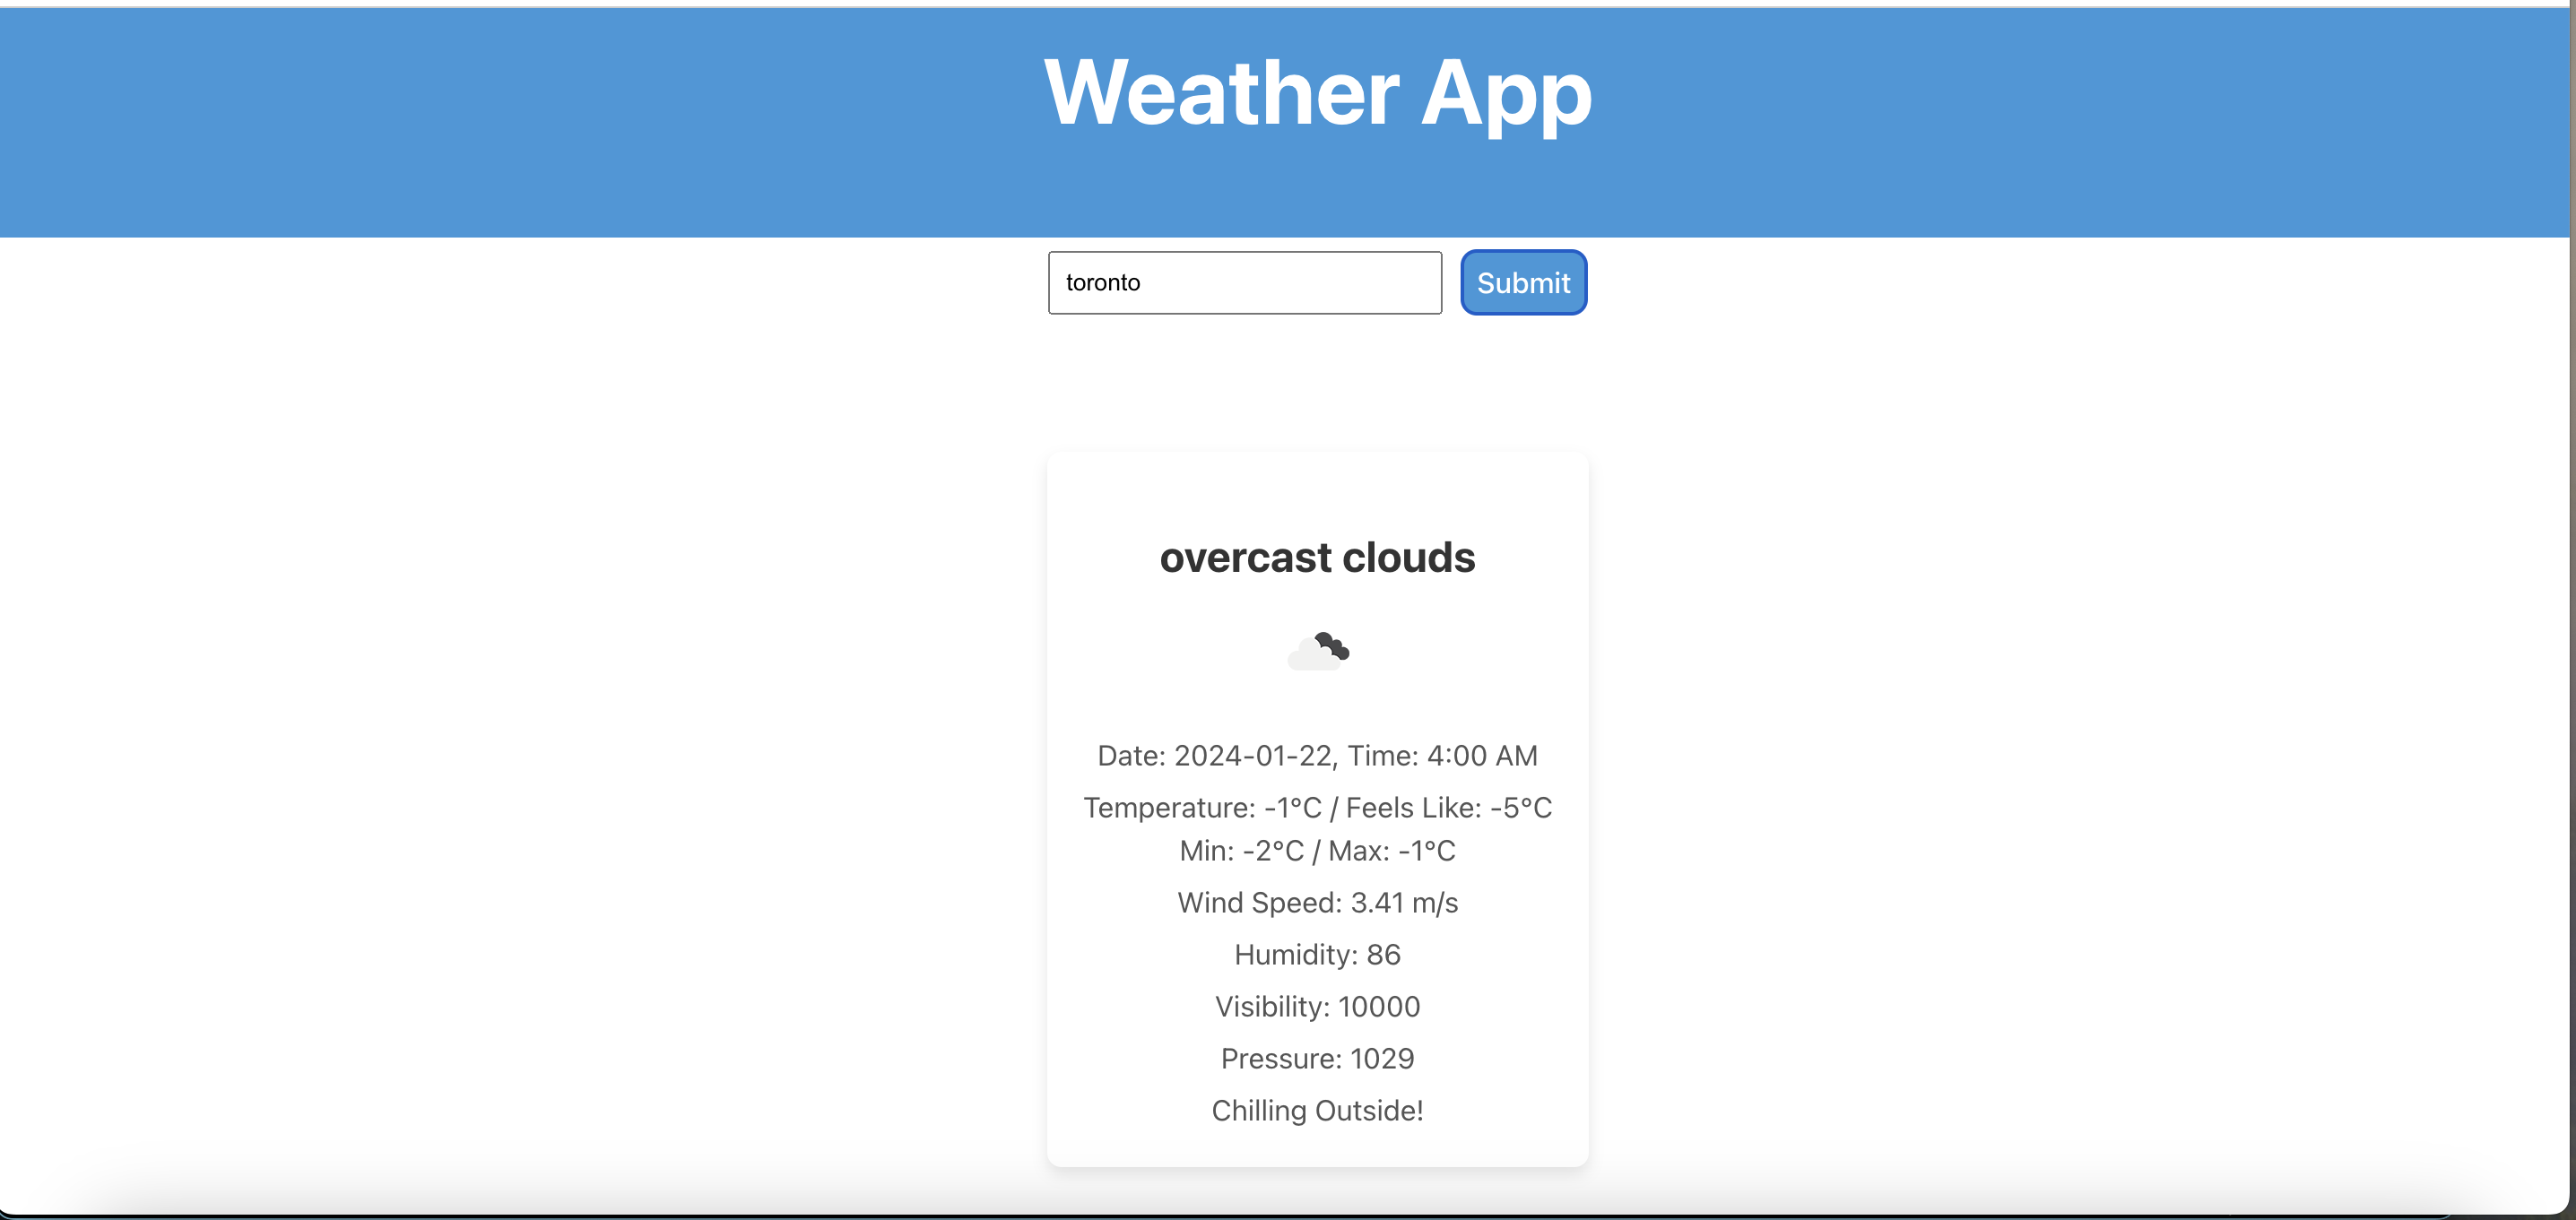 Weather App
toronto
Submit
overcast clouds
Date: 2024-01-22, Time: 4:00 AM
Temperature: -1°C / Feels Like: -5°C
Min: -2°C / Max: -1°C
Wind Speed: 3.41 m/s
Humidity: 86
Visibility: 10000
Pressure: 1029
Chilling Outside!